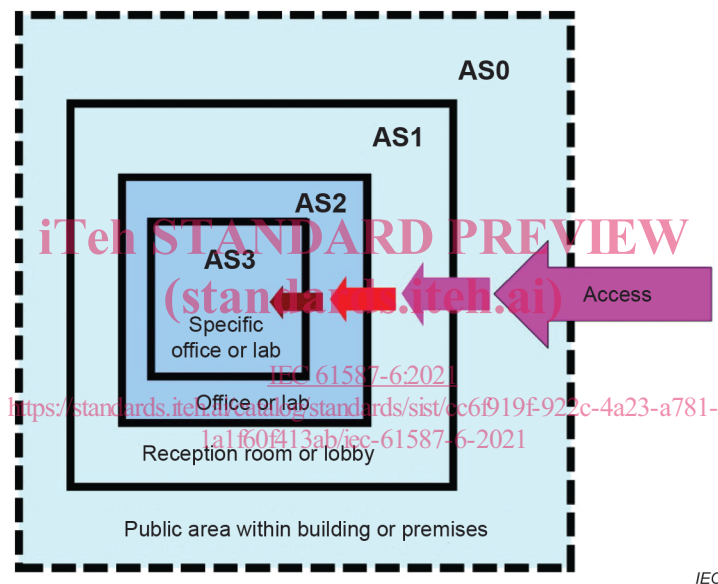 AS0
AS1
AS2
iTeh STANDARD PREVIEW
AS3
(standards.iteh.ai)
Access
Specific
office or lab
IEC 61587-6:2021
Office or lab
https://standards.iteh.ai/catalog/standards/sist/cc6f919f-922c-4a23-a781-
1a1f60f413ab/iec-61587-6-2021
Reception room or lobby
Public area within building or premises
IEC